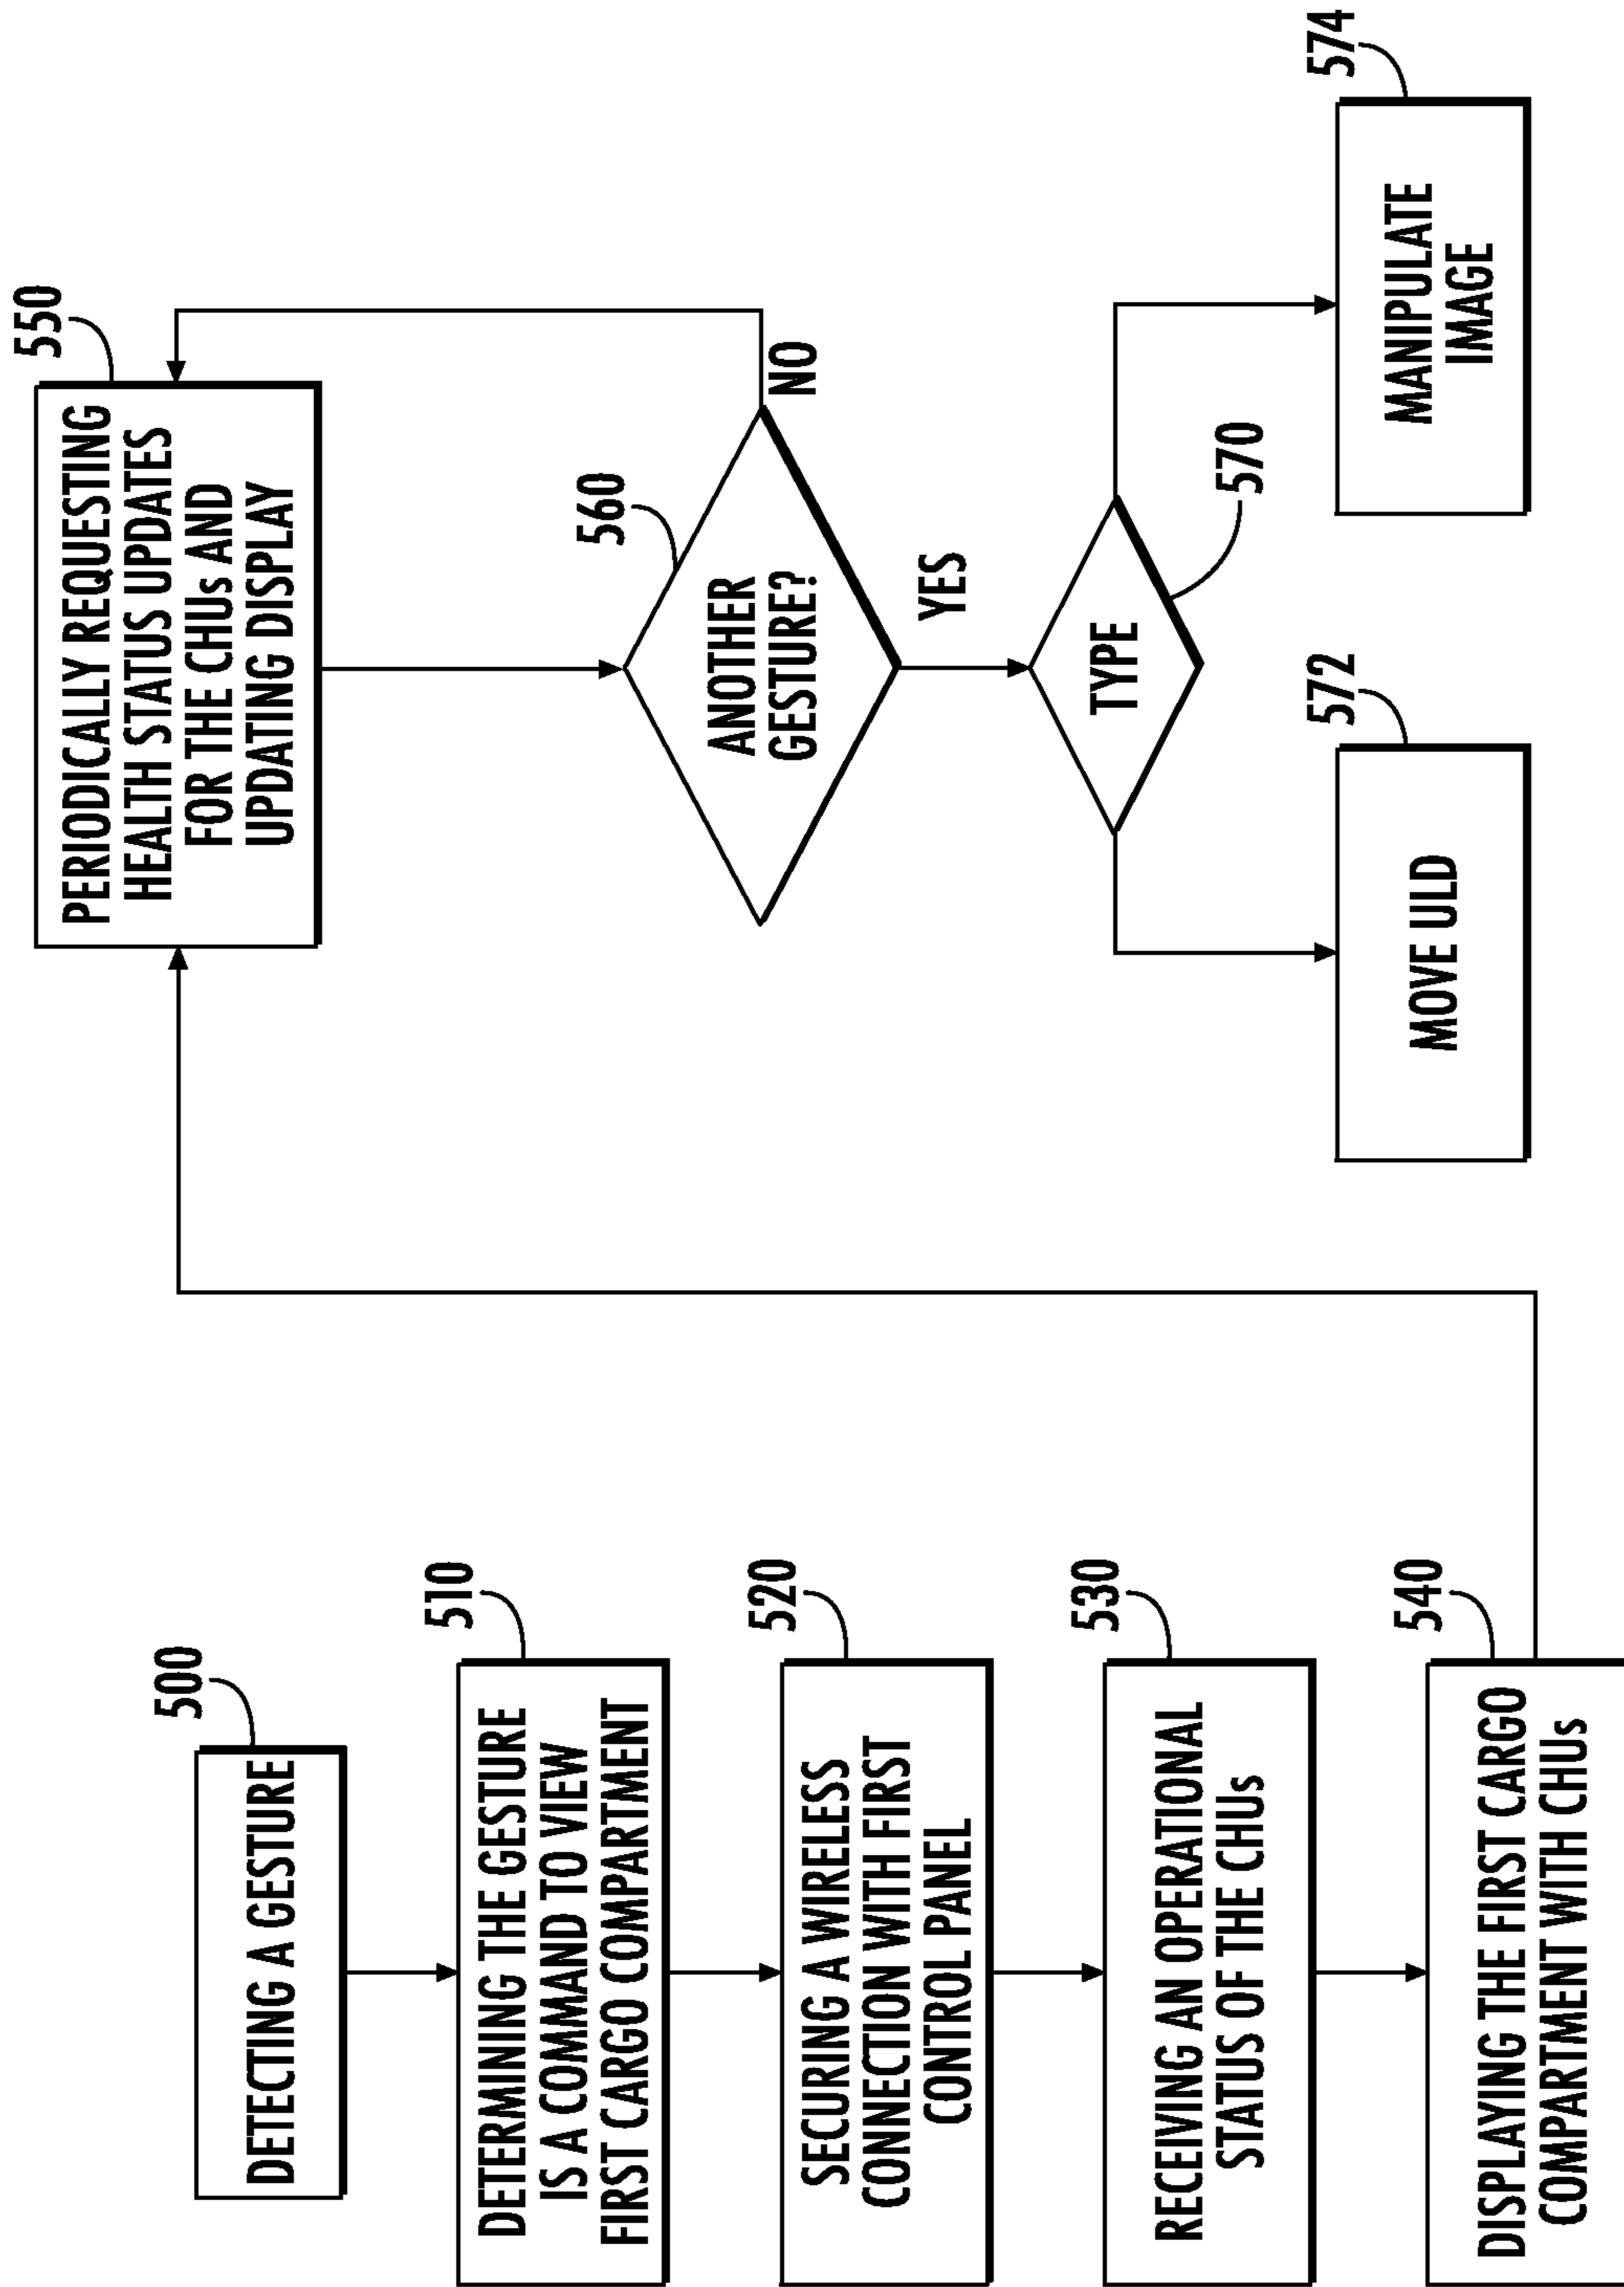 500
DETECTING A GESTURE
510
DETERMINING THE GESTURE
IS A COMMAND TO VIEW
FIRST CARGO COMPARTMENT
520
SECURING A WIRELESS
CONNECTION WITH FIRST
CONTROL PANEL
530
RECEIVING AN OPERATIONAL
STATUS OF THE CHUs
540
DISPLAYING THE FIRST CARGO
COMPARTMENT WITH CHUs
550
PERIODICALLY REQUESTING
HEALTH STATUS UPDATES
FOR THE CHUs AND
UPDATING DISPLAY
560
ANOTHER
GESTURE?
NO
YES
TYPE
570
572
MOVE ULD
574
MANIPULATE
IMAGE